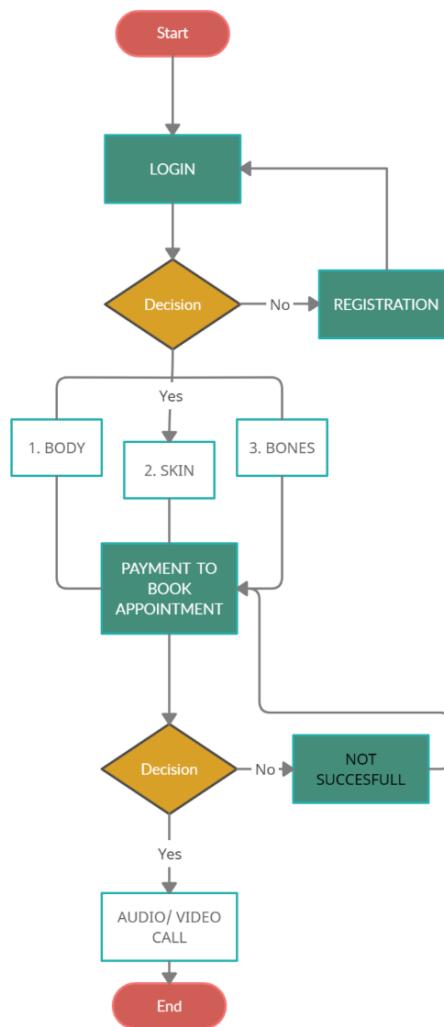 Start
LOGIN
Decision
No
REGISTRATION
Yes
1. BODY
2. SKIN
3. BONES
PAYMENT TO
BOOK
APPOINTMENT
Decision
No
NOT
SUCCESFULL
Yes
AUDIO/ VIDEO
CALL
End